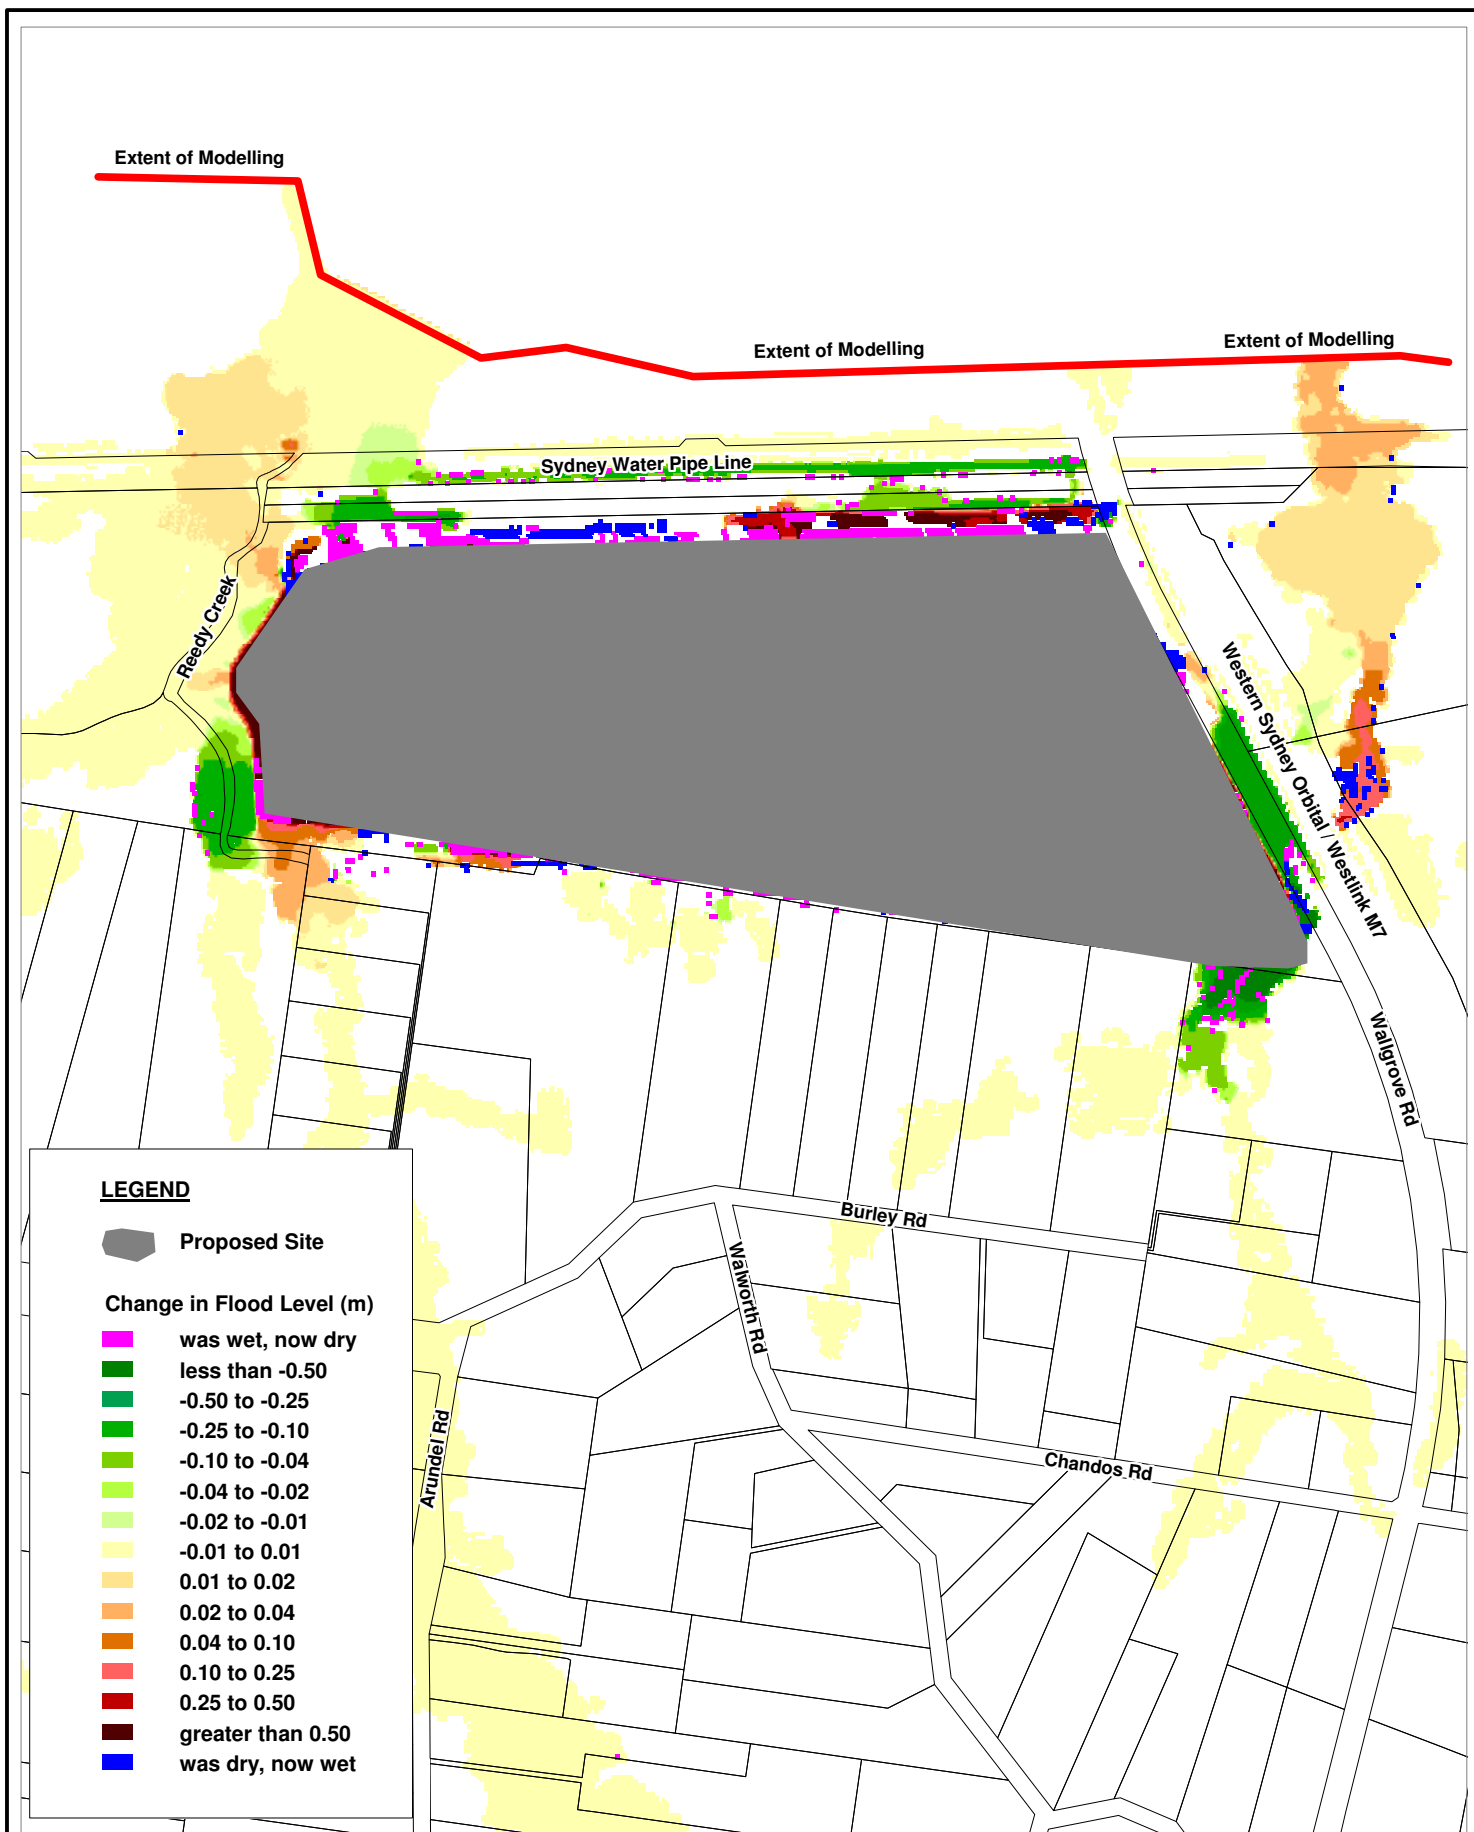 Extent of Modelling
Extent of Modelling
Extent of Modelling
Sydney Water Pipe Line
Reedy Creek
Western Sydney Orbital / Westlink M7
Wallgrove Rd
Burley Rd
Walworth Rd
Arundel Rd
Chandos Rd
LEGEND
Proposed Site
Change in Flood Level (m)
was wet, now dry
less than -0.50
-0.50 to -0.25
-0.25 to -0.10
-0.10 to -0.04
-0.04 to -0.02
-0.02 to -0.01
-0.01 to 0.01
0.01 to 0.02
0.02 to 0.04
0.04 to 0.10
0.10 to 0.25
0.25 to 0.50
greater than 0.50
was dry, now wet